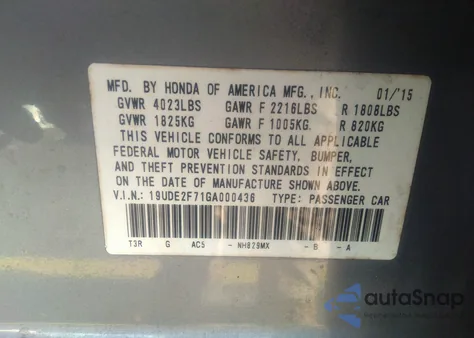 MFD. BY HONDA OF AMERICA MFG., INC. 01/'15
GVWR 4023LBS GAWR F 2216LBS R 1808LBS
GVWR 1825KG GAWR F 1005KG R 820KG
THIS VEHICLE CONFORMS TO ALL APPLICABLE
FEDERAL MOTOR VEHICLE SAFETY, BUMPER,
AND THEFT PREVENTION STANDARDS IN EFFECT
ON THE DATE OF MANUFACTURE SHOWN ABOVE.
V.I.N.: 19UDE2F71GA000436 TYPE: PASSENGER CAR
T3R G AC5 - NH829MX - B - A
autoSnap